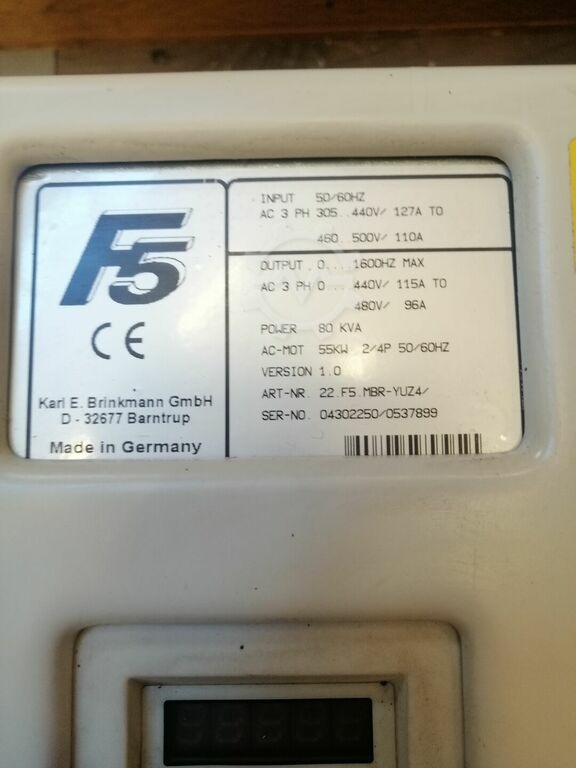 F5
CE
Karl E. Brinkmann GmbH
D - 32677 Barntrup
Made in Germany
INPUT 50/60HZ
AC 3 PH 305...440V/ 127A TO
460...500V/ 110A
OUTPUT 0....1600HZ MAX
AC 3 PH 0....440V/ 115A TO
480V/ 96A
POWER 80 KVA
AC-MOT 55KW 2/4P 50/60HZ
VERSION 1.0
ART-NR. 22.F5.MBR-YUZ4/
SER-NO. 04302250/0537899